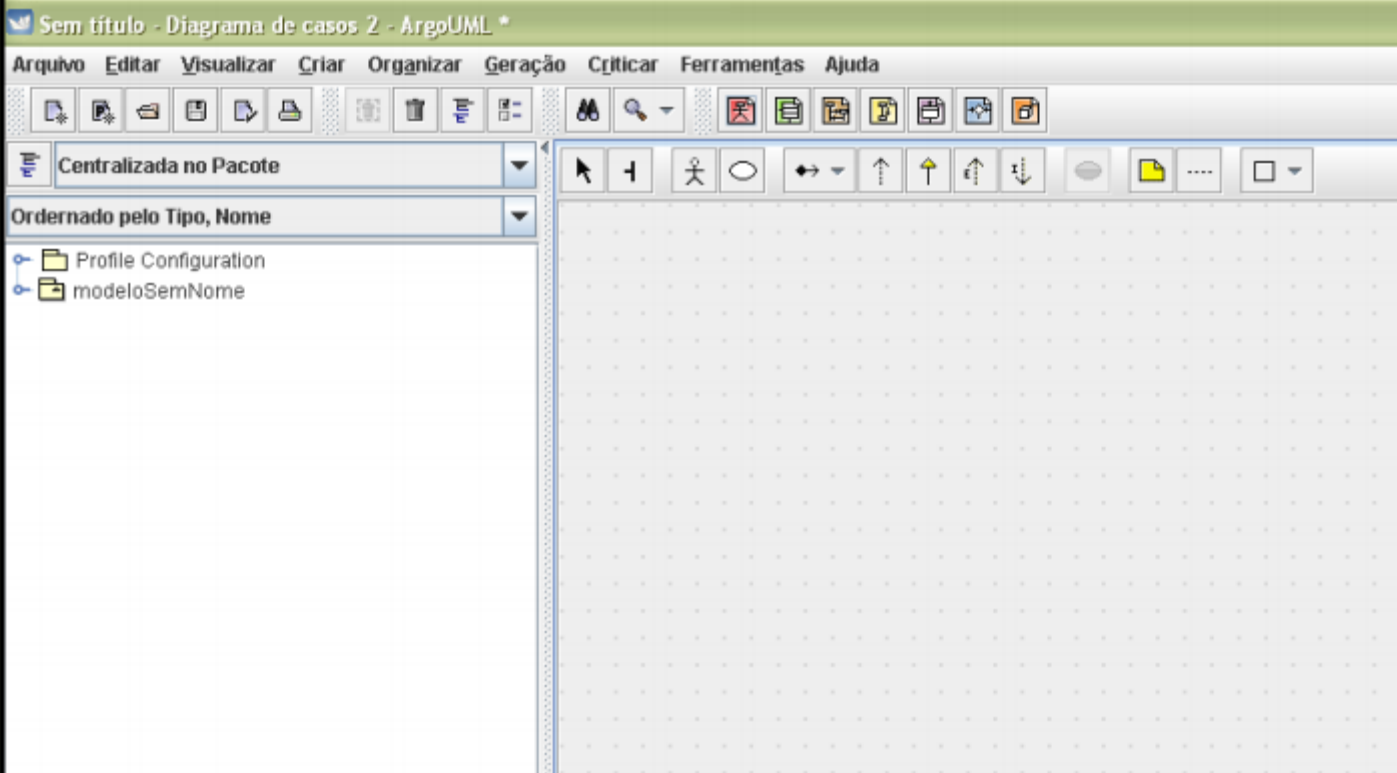 Sem título - Diagrama de casos 2 - ArgoUML *
Arquivo Editar Visualizar Criar Organizar Geração Criticar Ferramentas Ajuda
Centralizada no Pacote
Ordernado pelo Tipo, Nome
Profile Configuration
modeloSemNome